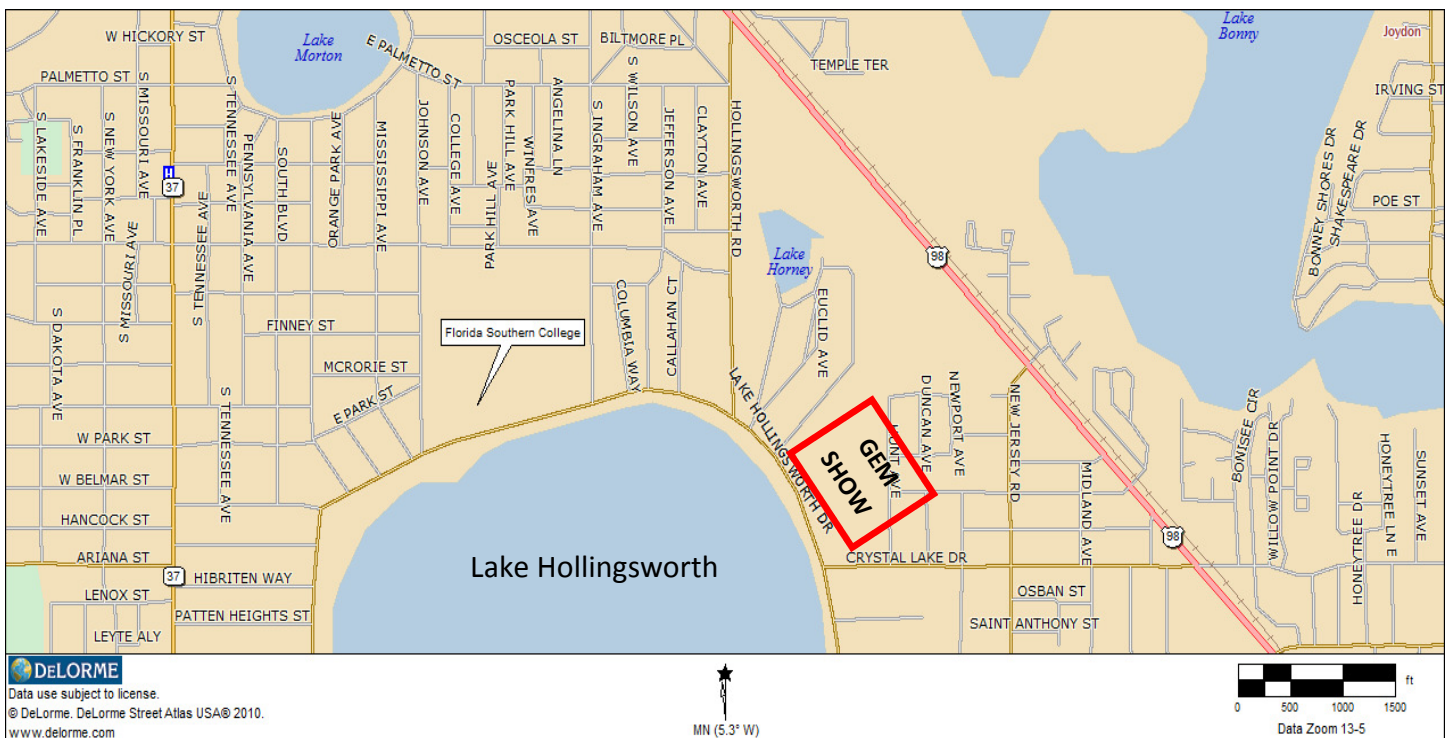 W HICKORY ST
Lake
Morton
E PALMETTO ST
OSCEOLA ST
BILTMORE PL
Lake
Bonny
Joydon
PALMETTO ST
TEMPLE TER
IRVING ST
S LAKESIDE AVE
S FRANKLIN PL
S NEW YORK AVE
S MISSOURI AVE
S TENNESSEE AVE
PENNSYLVANIA AVE
SOUTH BLVD
ORANGE PARK AVE
MISSISSIPPI AVE
JOHNSON AVE
COLLEGE AVE
PARK HILL AVE
PARK HILL AVE
WINFRES AVE
ANGELINA LN
S INGRAHAM AVE
S WILSON AVE
JEFFERSON AVE
CLAYTON AVE
HOLLINGSWORTH RD
BONNEY SHORES DR
SHAKESPEARE DR
H
37
POE ST
S MISSOURI AVE
S TENNESSEE AVE
Lake
Horney
98
S DAKOTA AVE
FINNEY ST
Florida Southern College
COLUMBIA WAY
CALLAHAN CT
EUCLID AVE
MCRORIE ST
E PARK ST
LAKE HOLLINGSWORTH DR
HUNT AVE
DUNCAN AVE
NEWPORT AVE
NEW JERSEY RD
MIDLAND AVE
BONISEE CIR
WILLOW POINT DR
HONEYTREE DR
HONEYTREE LN E
SUNSET AVE
S TENNESSEE AVE
W PARK ST
GEM
SHOW
W BELMAR ST
HANCOCK ST
98
ARIANA ST
CRYSTAL LAKE DR
Lake Hollingsworth
37
HIBRITEN WAY
LENOX ST
OSBAN ST
PATTEN HEIGHTS ST
SAINT ANTHONY ST
LEYTE ALY
DELORME
Data use subject to license.
© DeLorme. DeLorme Street Atlas USA® 2010.
www.delorme.com
MN (5.3° W)
ft
0 500 1000 1500
Data Zoom 13-5